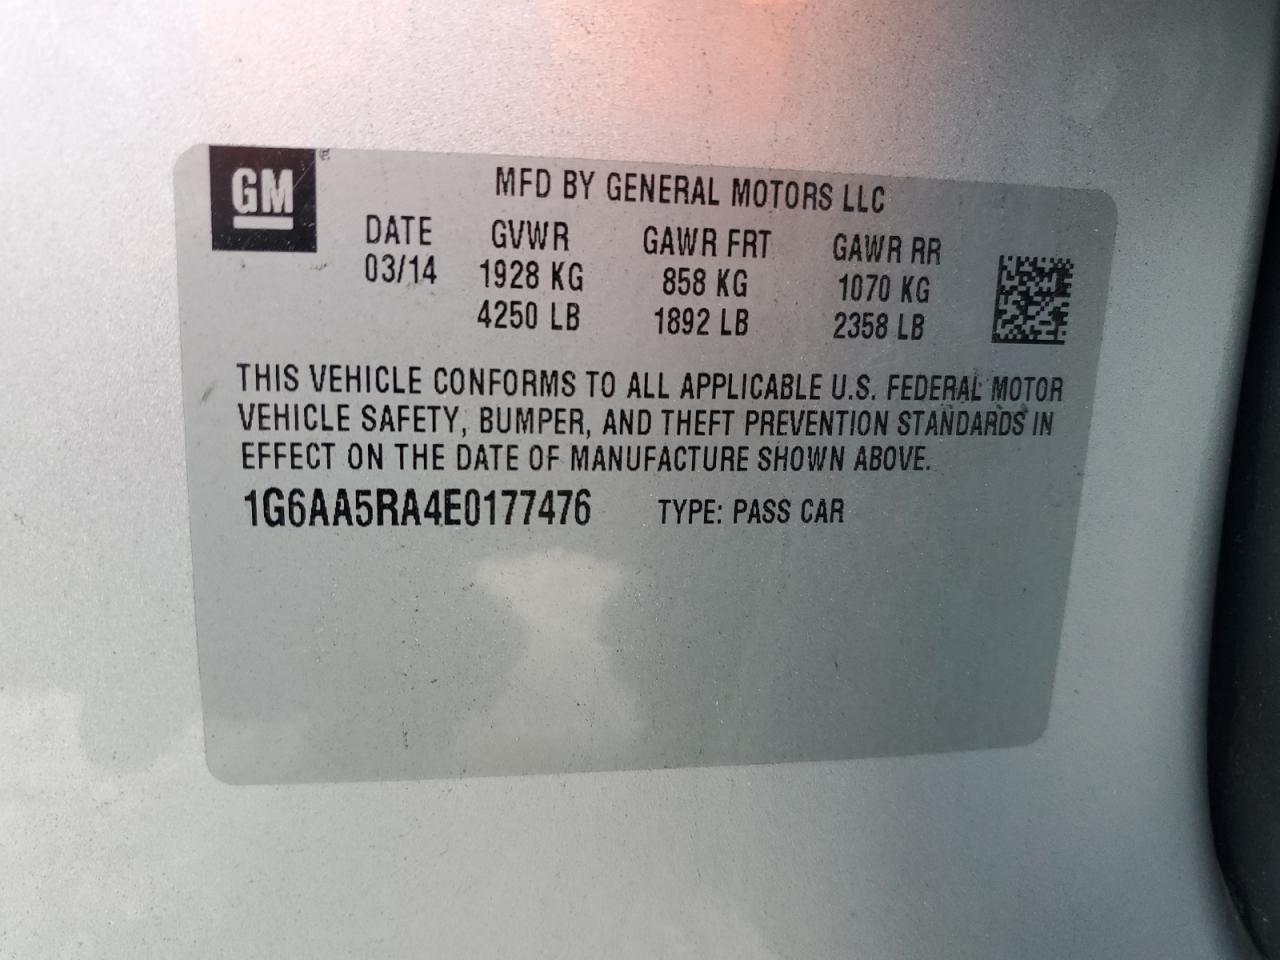 GM
MFD BY GENERAL MOTORS LLC
DATE GVWR GAWR FRT GAWR RR
03/14 1928 KG 858 KG 1070 KG
4250 LB 1892 LB 2358 LB
THIS VEHICLE CONFORMS TO ALL APPLICABLE U.S. FEDERAL MOTOR
VEHICLE SAFETY, BUMPER, AND THEFT PREVENTION STANDARDS IN
EFFECT ON THE DATE OF MANUFACTURE SHOWN ABOVE.
1G6AA5RA4E0177476 TYPE: PASS CAR